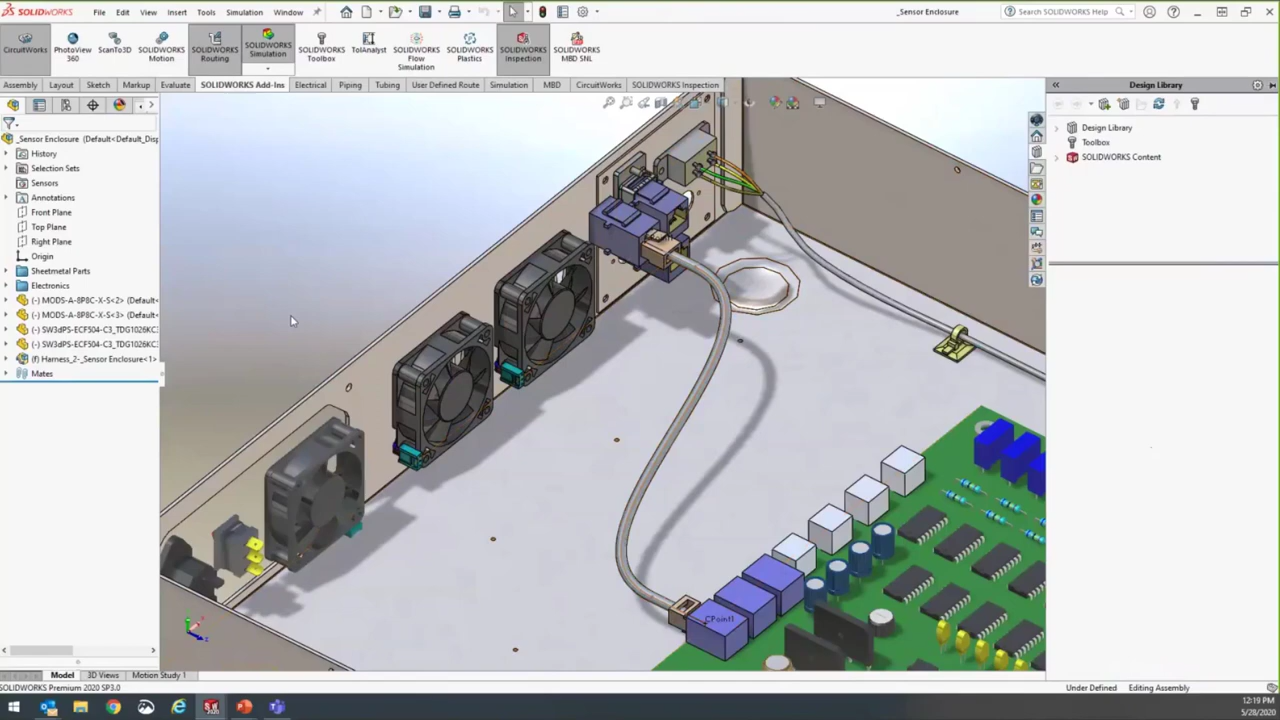 SOLIDWORKS File Edit View Insert Tools Simulation Window _Sensor Enclosure Search SOLIDWORKS Help
CircuitWorks PhotoView 360 ScanTo3D SOLIDWORKS Motion SOLIDWORKS Routing SOLIDWORKS Simulation SOLIDWORKS Toolbox TolAnalyst SOLIDWORKS Flow Simulation SOLIDWORKS Plastics SOLIDWORKS Inspection SOLIDWORKS MBD SNL
Assembly Layout Sketch Markup Evaluate SOLIDWORKS Add-Ins Electrical Piping Tubing User Defined Route Simulation MBD CircuitWorks SOLIDWORKS Inspection
Design Library
_Sensor Enclosure (Default<Default_Disp
History
Selection Sets
Sensors
Annotations
Front Plane
Top Plane
Right Plane
Origin
Sheetmetal Parts
Electronics
(-) MODS-A-8P8C-X-S<2> (Default<
(-) MODS-A-8P8C-X-S<3> (Default<
(-) SW3dPS-ECF504-C3_TDG1026KC3
(-) SW3dPS-ECF504-C3_TDG1026KC3
(f) Harness_2-_Sensor Enclosure<1>
Mates
Design Library
Toolbox
SOLIDWORKS Content
CPoint1
Model 3D Views Motion Study 1
SOLIDWORKS Premium 2020 SP3.0 Under Defined Editing Assembly
12:19 PM
5/28/2020